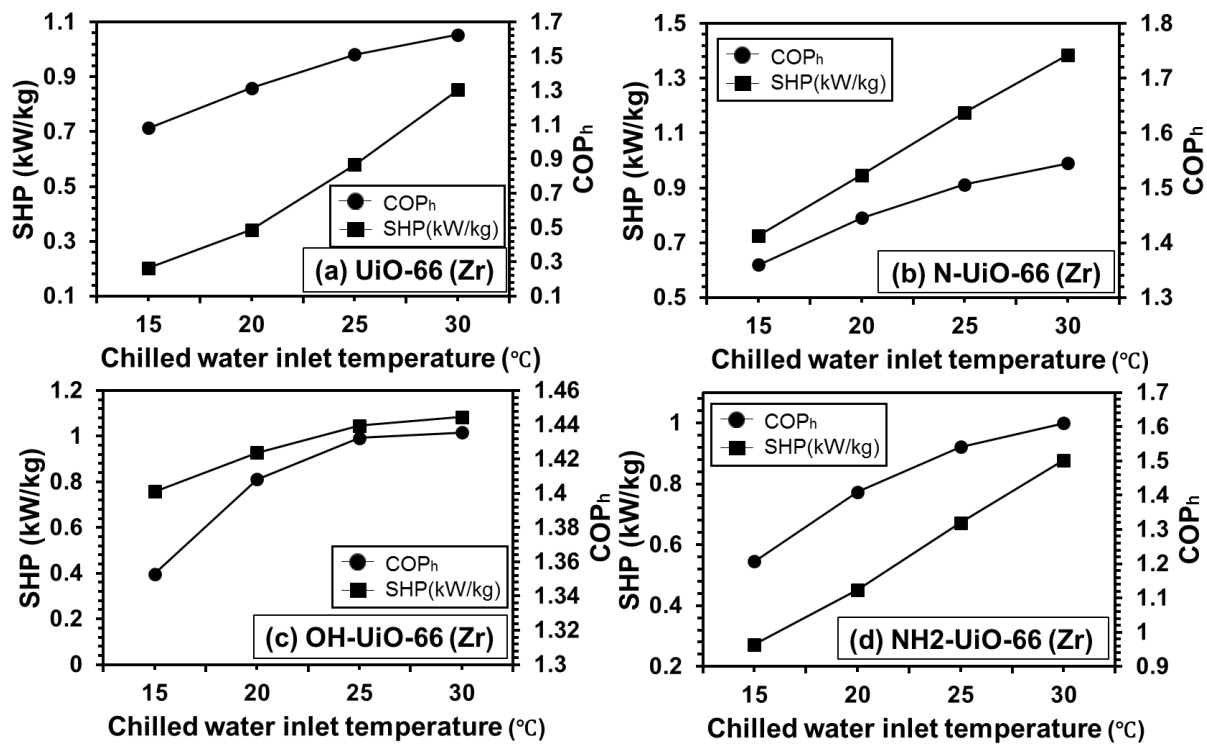 SHP (kW/kg)
1.1
0.9
0.7
0.5
0.3
0.1
1.7
1.5
1.3
1.1
0.9
0.7
0.5
0.3
0.1
COPh
COPh
SHP(kW/kg)
(a) UiO-66 (Zr)
15 20 25 30
Chilled water inlet temperature (℃)
SHP (kW/kg)
1.5
1.3
1.1
0.9
0.7
0.5
1.8
1.7
1.6
1.5
1.4
1.3
COPh
COPh
SHP(kW/kg)
(b) N-UiO-66 (Zr)
15 20 25 30
Chilled water inlet temperature (℃)
SHP (kW/kg)
1.2
1
0.8
0.6
0.4
0.2
0
1.46
1.44
1.42
1.4
1.38
1.36
1.34
1.32
1.3
COPh
COPh
SHP(kW/kg)
(c) OH-UiO-66 (Zr)
15 20 25 30
Chilled water inlet temperature (℃)
SHP (kW/kg)
1
0.8
0.6
0.4
0.2
1.7
1.6
1.5
1.4
1.3
1.2
1.1
1
0.9
COPh
COPh
SHP(kW/kg)
(d) NH2-UiO-66 (Zr)
15 20 25 30
Chilled water inlet temperature (℃)